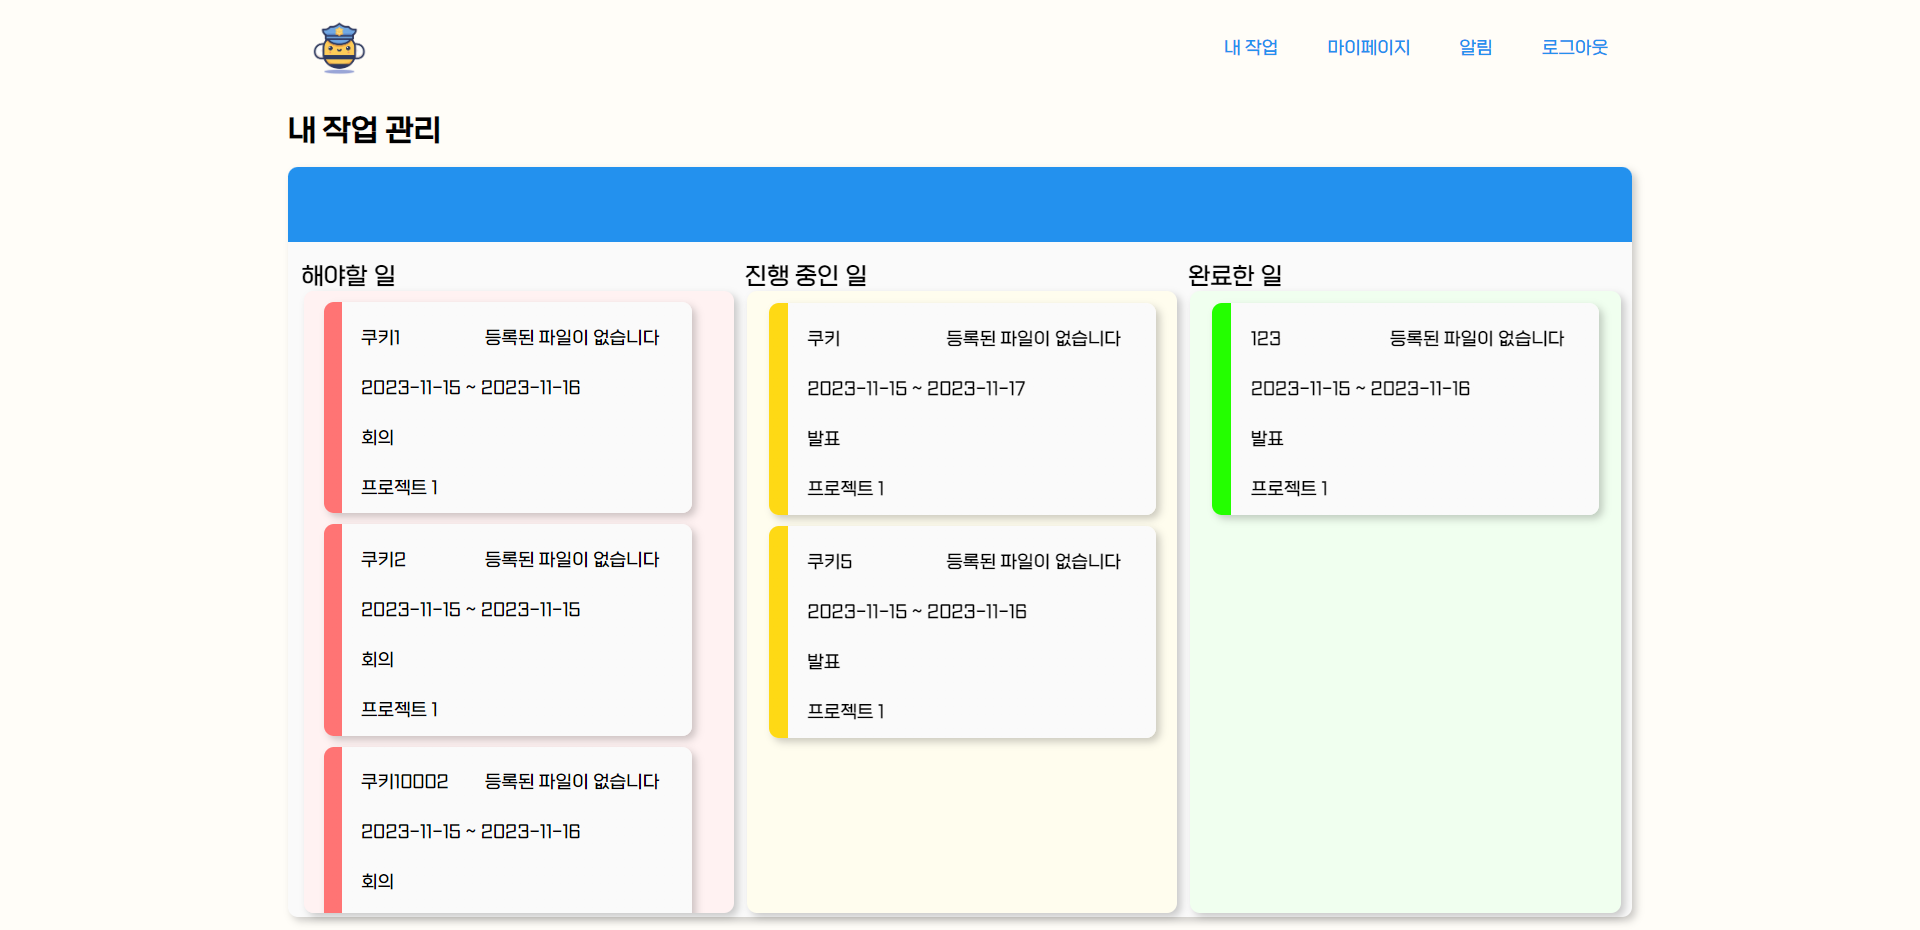 내 작업 마이페이지 알림 로그아웃
내 작업 관리
해야할 일
쿠키1 등록된 파일이 없습니다
2023-11-15 ~ 2023-11-16
회의
프로젝트 1
쿠키2 등록된 파일이 없습니다
2023-11-15 ~ 2023-11-15
회의
프로젝트 1
쿠키10002 등록된 파일이 없습니다
2023-11-15 ~ 2023-11-16
회의
진행 중인 일
쿠키 등록된 파일이 없습니다
2023-11-15 ~ 2023-11-17
발표
프로젝트 1
쿠키5 등록된 파일이 없습니다
2023-11-15 ~ 2023-11-16
발표
프로젝트 1
완료한 일
123 등록된 파일이 없습니다
2023-11-15 ~ 2023-11-16
발표
프로젝트 1